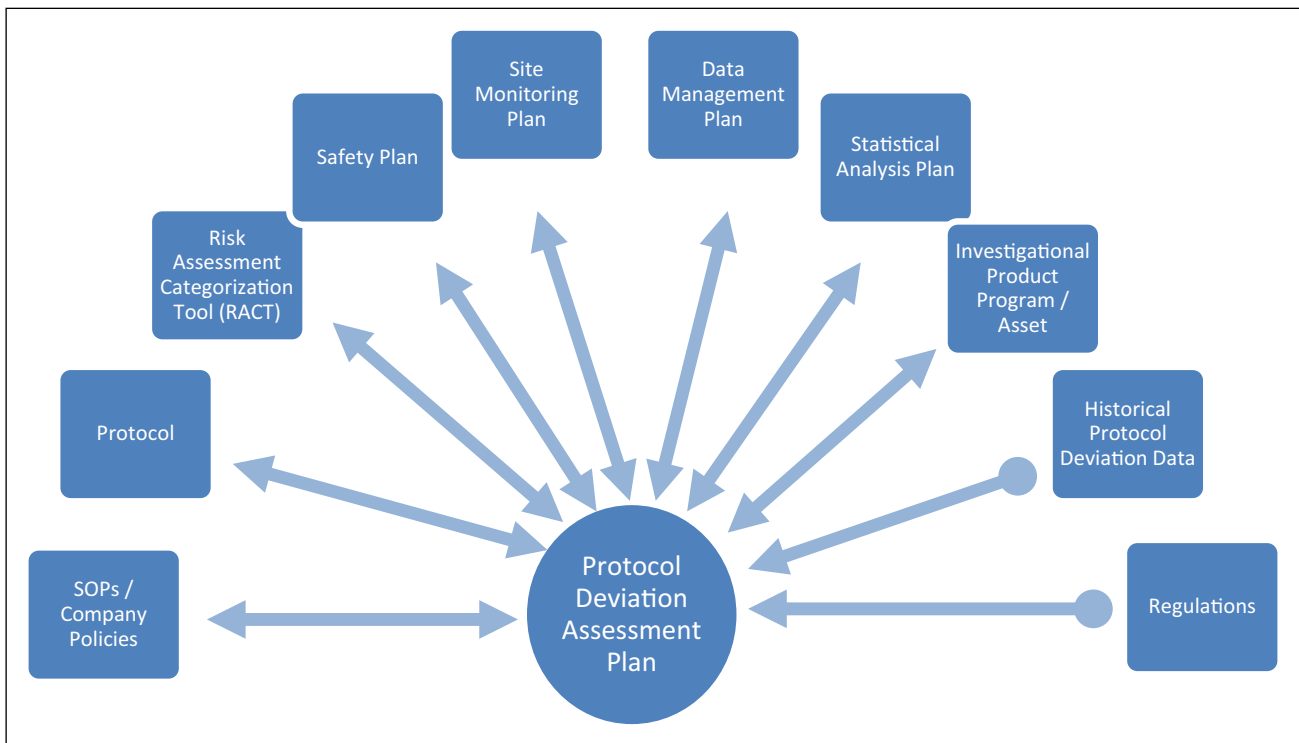 Site
Monitoring
Plan
Data
Management
Plan
Safety Plan
Statistical
Analysis Plan
Risk
Assessment
Categorization
Tool (RACT)
Investigational
Product
Program /
Asset
Protocol
Historical
Protocol
Deviation Data
SOPs /
Company
Policies
Protocol
Deviation
Assessment
Plan
Regulations